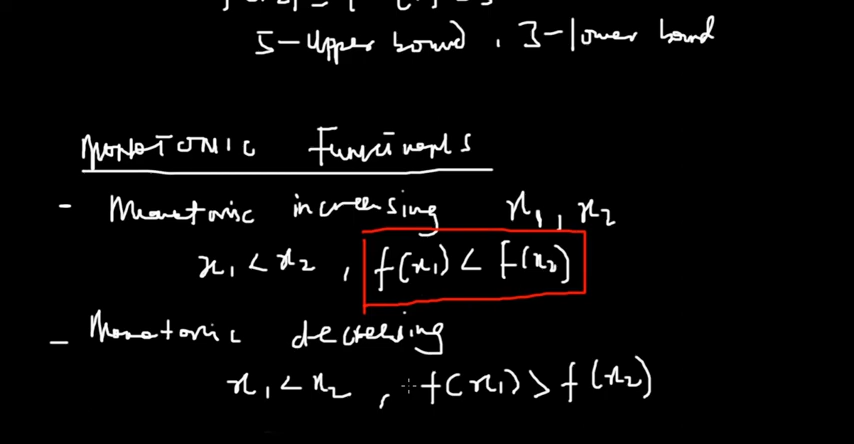 5-upper bound, 3-lower bound
MONOTONIC Functions
- Monotonic increasing x₁, x₂
x₁ < x₂, f(x₁) < f(x₂)
- Monotonic decreasing
x₁ < x₂, f(x₁) > f(x₂)